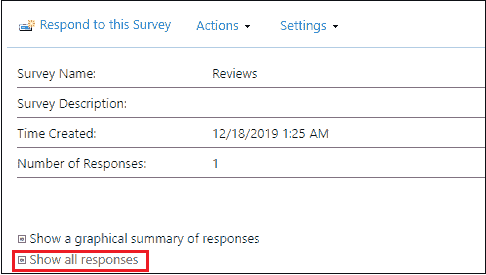 Respond to this Survey Actions Settings
Survey Name: Reviews
Survey Description:
Time Created: 12/18/2019 1:25 AM
Number of Responses: 1
Show a graphical summary of responses
Show all responses